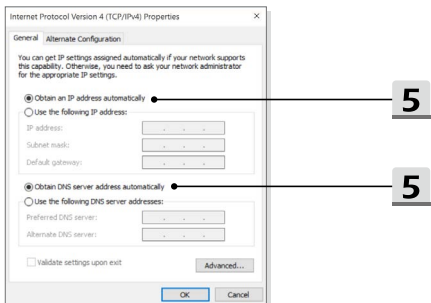 Internet Protocol Version 4 (TCP/IPv4) Properties
General Alternate Configuration
You can get IP settings assigned automatically if your network supports
this capability. Otherwise, you need to ask your network administrator
for the appropriate IP settings.
Obtain an IP address automatically
5
Use the following IP address:
IP address:
Subnet mask:
Default gateway:
Obtain DNS server address automatically
5
Use the following DNS server addresses:
Preferred DNS server:
Alternate DNS server:
Validate settings upon exit
Advanced...
OK Cancel